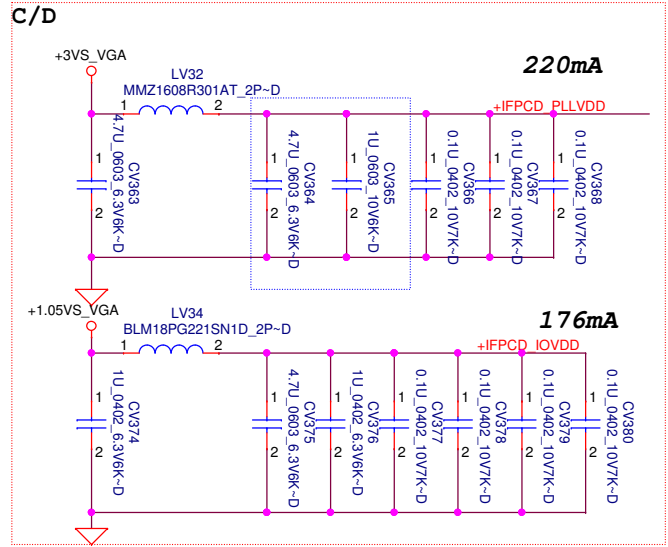 C/D
+3VS_VGA
220mA
LV32
MMZ1608R301AT_2P~D
1
2
+IFPCD_PLLVDD
1
2
CV363
4.7U_0603_6.3V6K~D
1
2
CV364
4.7U_0603_6.3V6K~D
1
2
CV365
1U_0603_10V6K~D
1
2
CV366
0.1U_0402_10V7K~D
1
2
CV367
0.1U_0402_10V7K~D
1
2
CV368
0.1U_0402_10V7K~D
+1.05VS_VGA
176mA
LV34
BLM18PG221SN1D_2P~D
1
2
+IFPCD_IOVDD
1
2
CV374
1U_0402_6.3V6K~D
1
2
CV375
4.7U_0603_6.3V6K~D
1
2
CV376
1U_0402_6.3V6K~D
1
2
CV377
0.1U_0402_10V7K~D
1
2
CV378
0.1U_0402_10V7K~D
1
2
CV379
0.1U_0402_10V7K~D
1
2
CV380
0.1U_0402_10V7K~D